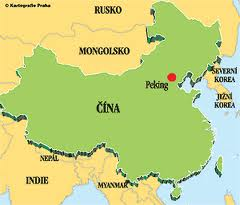 © Kartografie Praha
RUSKO
MONGOLSKO
Peking
SEVERNÍ
KOREA
JIŽNÍ
KOREA
ČÍNA
NEPÁL
INDIE
MYANMAR